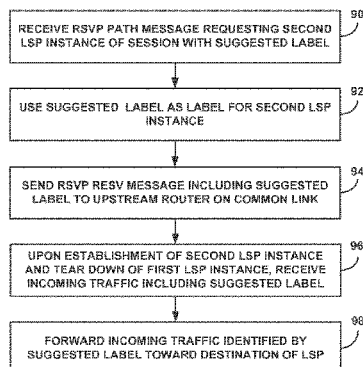 90
RECEIVE RSVP PATH MESSAGE REQUESTING SECOND
LSP INSTANCE OF SESSION WITH SUGGESTED LABEL
92
USE SUGGESTED LABEL AS LABEL FOR SECOND LSP
INSTANCE
94
SEND RSVP RESV MESSAGE INCLUDING SUGGESTED
LABEL TO UPSTREAM ROUTER ON COMMON LINK
96
UPON ESTABLISHMENT OF SECOND LSP INSTANCE
AND TEAR DOWN OF FIRST LSP INSTANCE, RECEIVE
INCOMING TRAFFIC INCLUDING SUGGESTED LABEL
98
FORWARD INCOMING TRAFFIC IDENTIFIED BY
SUGGESTED LABEL TOWARD DESTINATION OF LSP